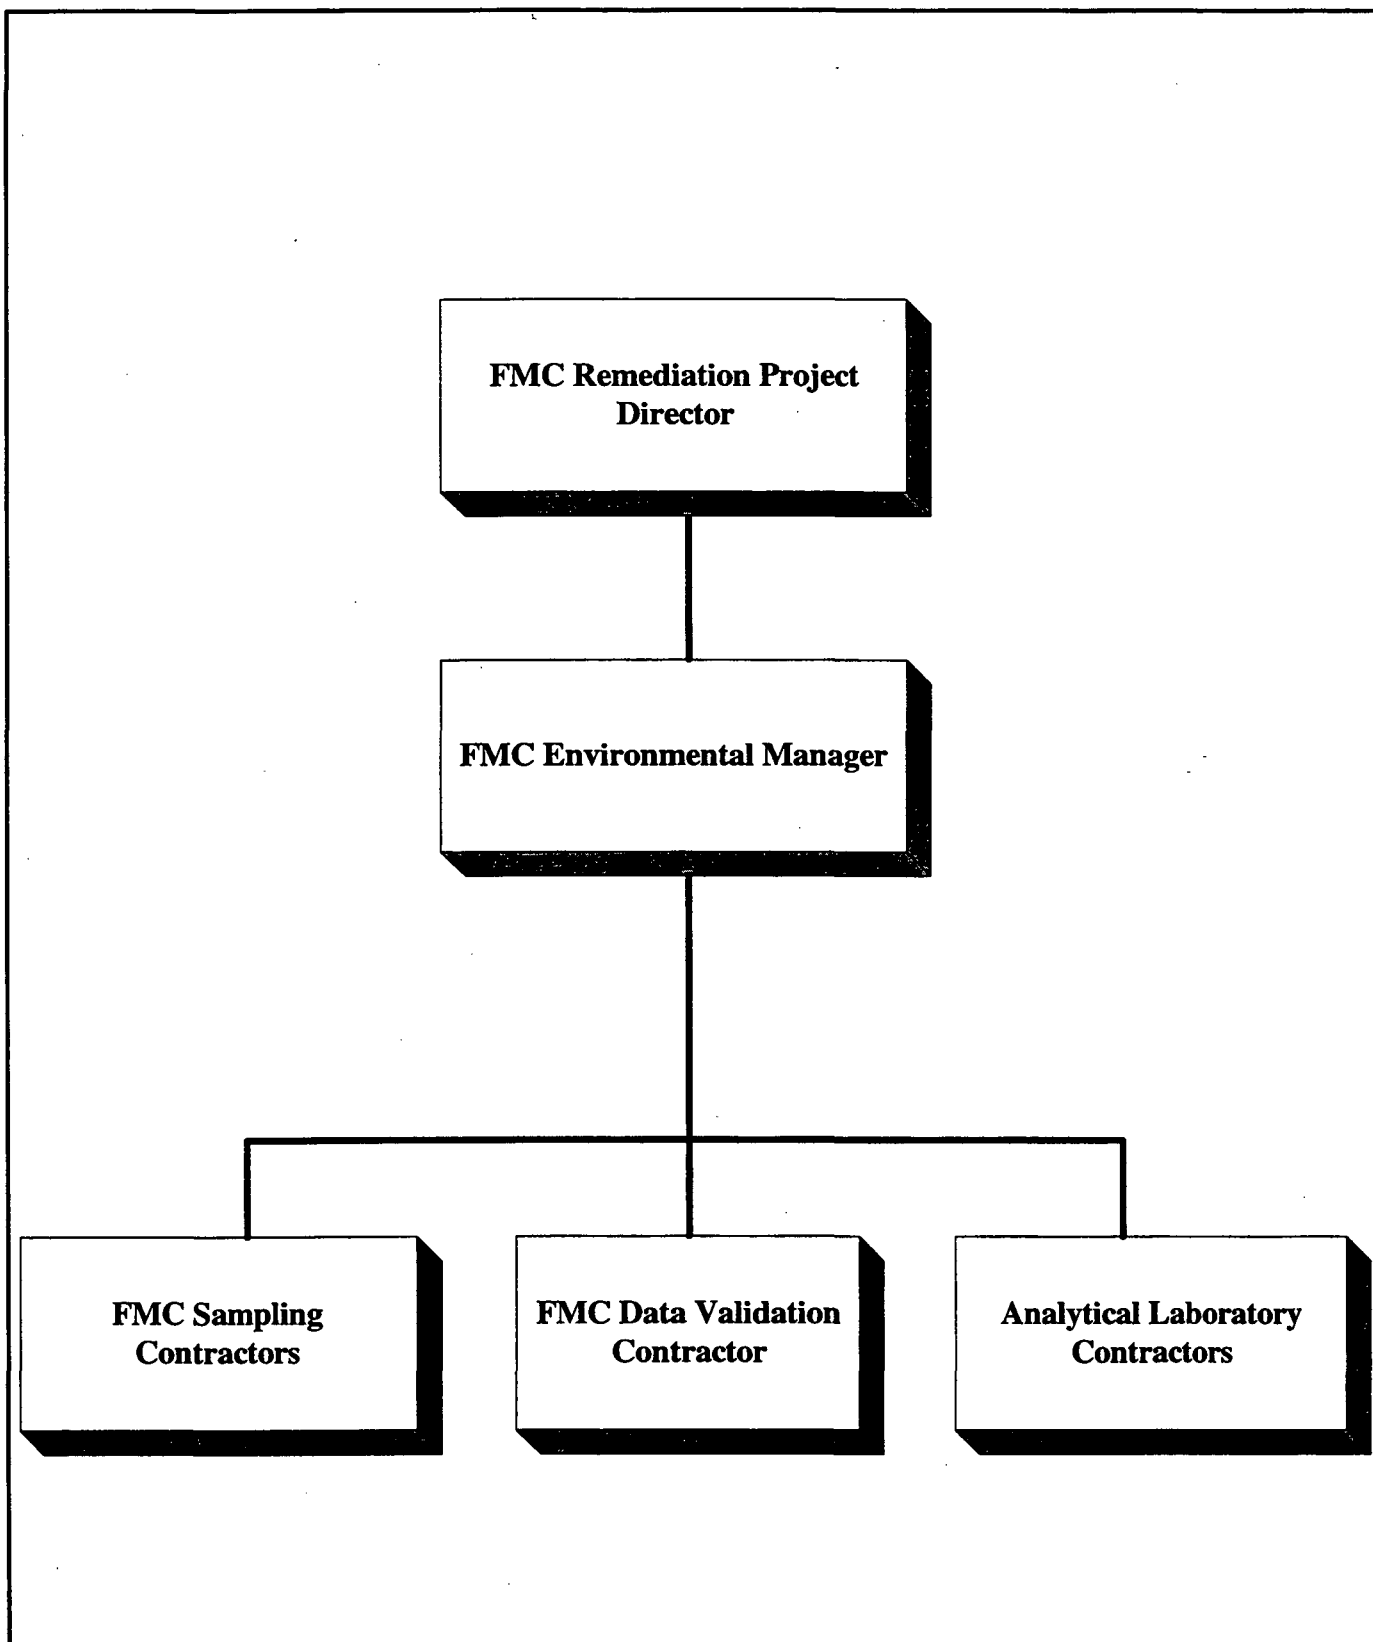 FMC Remediation Project
Director
FMC Environmental Manager
FMC Sampling
Contractors
FMC Data Validation
Contractor
Analytical Laboratory
Contractors